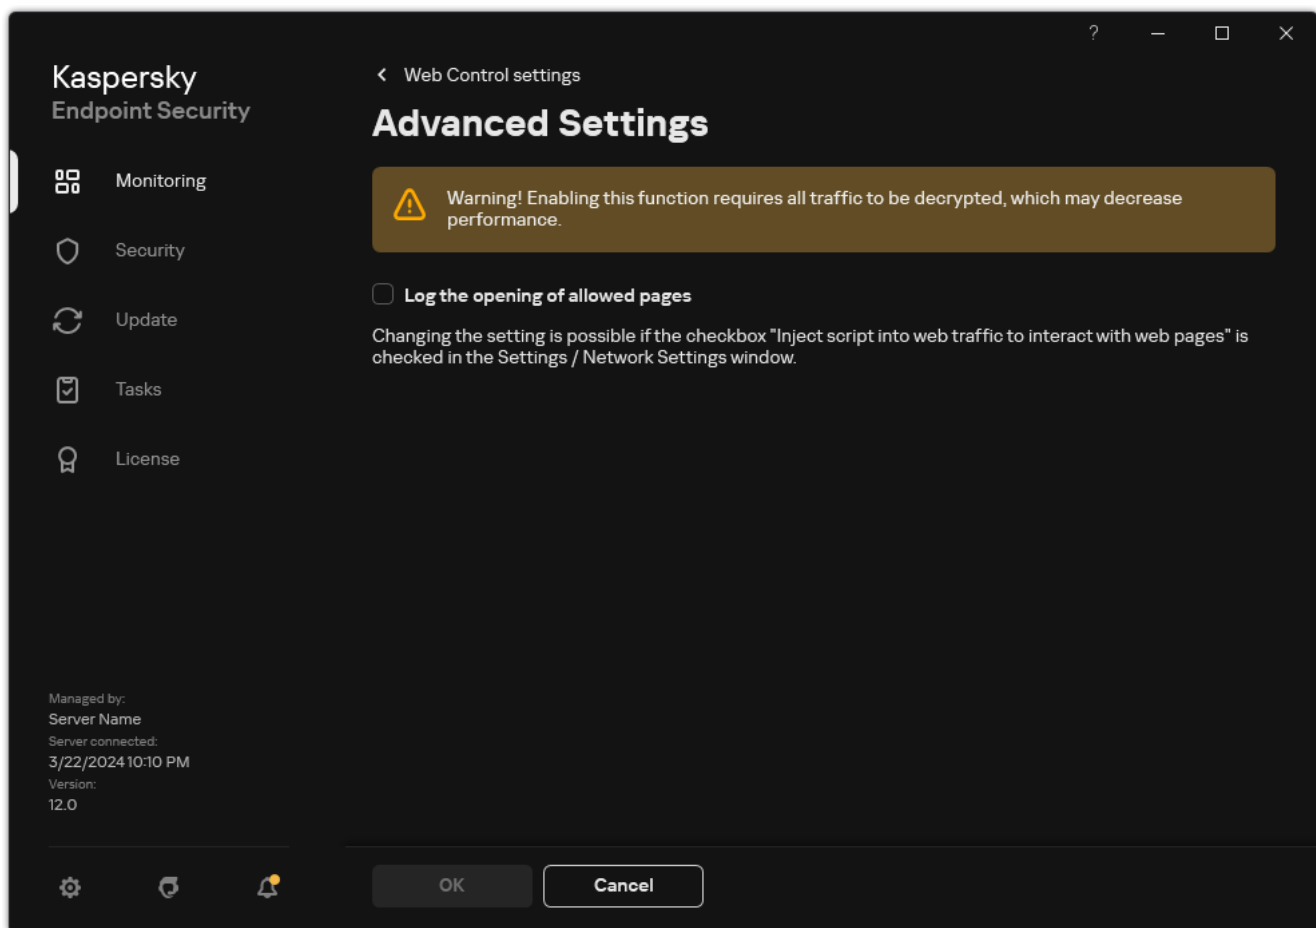 ?
Kaspersky
Endpoint Security
Monitoring
Security
Update
Tasks
License
Managed by:
Server Name
Server connected:
3/22/2024 10:10 PM
Version:
12.0
Web Control settings
Advanced Settings
Warning! Enabling this function requires all traffic to be decrypted, which may decrease
performance.
Log the opening of allowed pages
Changing the setting is possible if the checkbox "Inject script into web traffic to interact with web pages" is
checked in the Settings / Network Settings window.
OK
Cancel